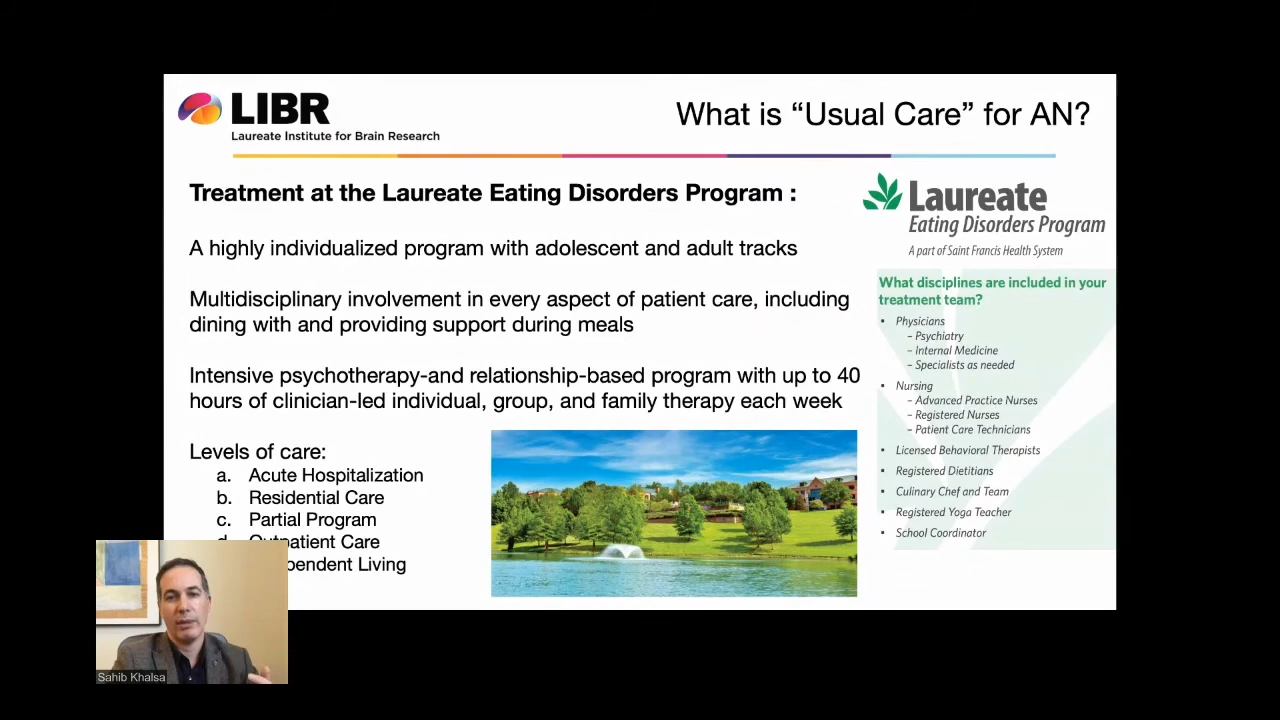 LIBR
Laureate Institute for Brain Research
What is “Usual Care” for AN?
Treatment at the Laureate Eating Disorders Program :
A highly individualized program with adolescent and adult tracks
Multidisciplinary involvement in every aspect of patient care, including
dining with and providing support during meals
Intensive psychotherapy-and relationship-based program with up to 40
hours of clinician-led individual, group, and family therapy each week
Levels of care:
a. Acute Hospitalization
b. Residential Care
c. Partial Program
Care
Living
Laureate
Eating Disorders Program
A part of Saint Francis Health System
What disciplines are included in your
treatment team?
• Physicians
– Psychiatry
– Internal Medicine
– Specialists as needed
• Nursing
– Advanced Practice Nurses
– Registered Nurses
– Patient Care Technicians
• Licensed Behavioral Therapists
• Registered Dietitians
• Culinary Chef and Team
• Registered Yoga Teacher
• School Coordinator
Sahib Khalsa